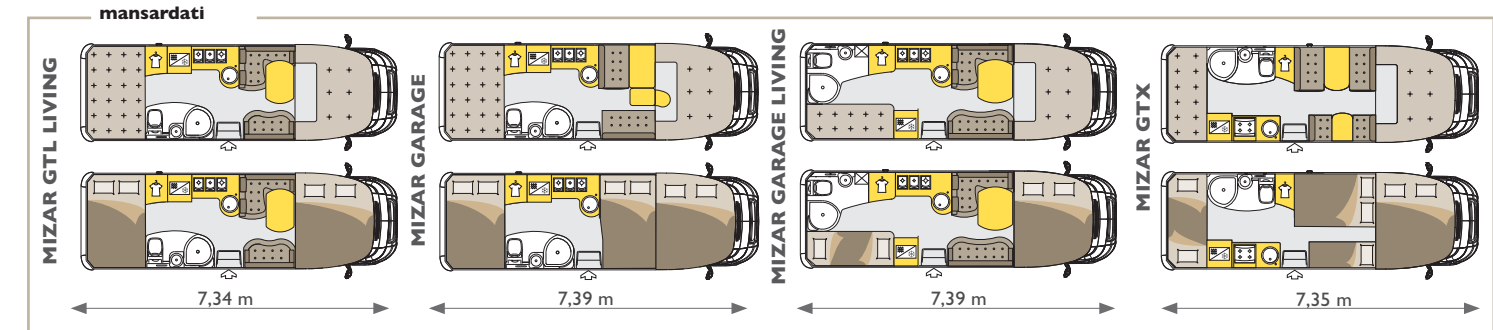 mansardati
MIZAR GTL LIVING
7,34 m
MIZAR GARAGE
7,39 m
MIZAR GARAGE LIVING
7,39 m
MIZAR GTX
7,35 m